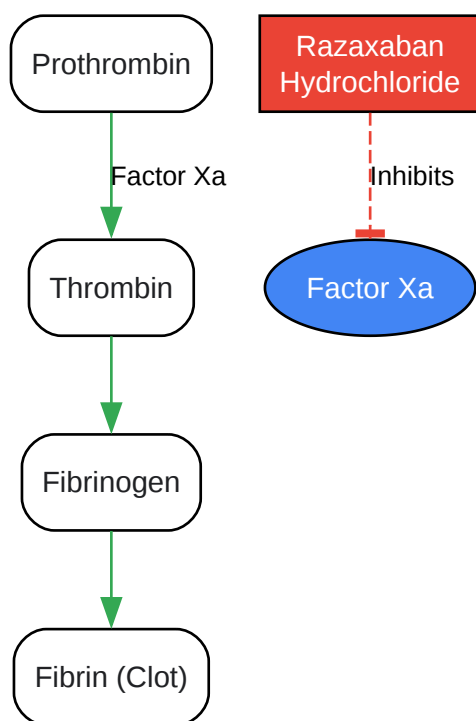 Prothrombin
Razaxaban
Hydrochloride
Factor Xa
Inhibits
Thrombin
Factor Xa
Fibrinogen
Fibrin (Clot)